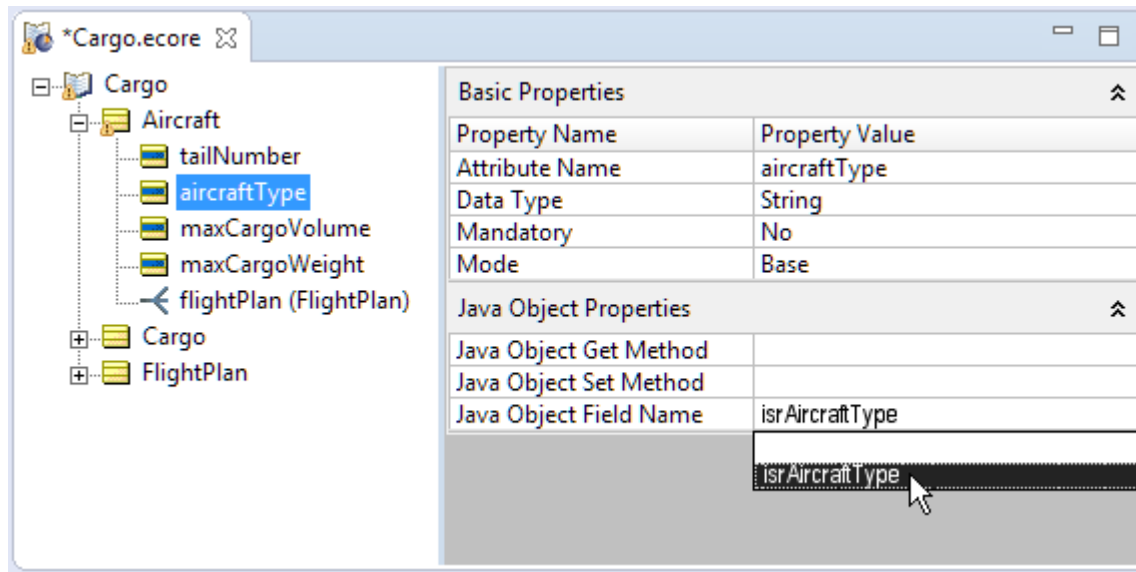 *Cargo.ecore
Cargo
Aircraft
tailNumber
aircraftType
maxCargoVolume
maxCargoWeight
flightPlan (FlightPlan)
Cargo
FlightPlan
Basic Properties
Property Name Property Value
Attribute Name aircraftType
Data Type String
Mandatory No
Mode Base
Java Object Properties
Java Object Get Method
Java Object Set Method
Java Object Field Name isrAircraftType
isrAircraftType